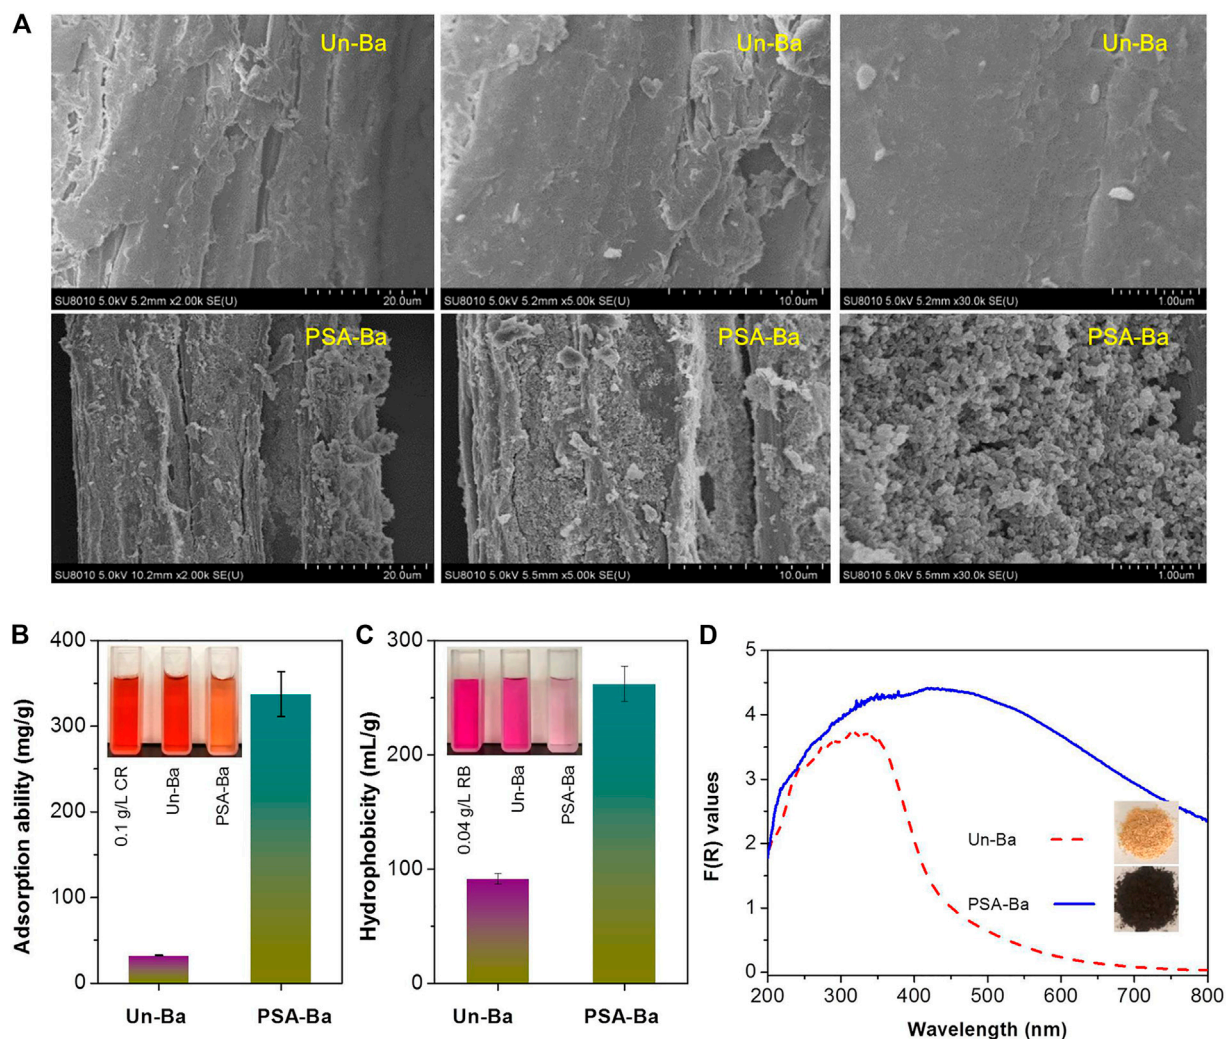 A
Un-Ba
Un-Ba
Un-Ba
SU8010 5.0kV 5.2mm x2.00k SE(U)
20.0um
SU8010 5.0kV 5.2mm x5.00k SE(U)
10.0um
SU8010 5.0kV 5.2mm x30.0k SE(U)
1.00um
PSA-Ba
PSA-Ba
PSA-Ba
SU8010 5.0kV 10.2mm x2.00k SE(U)
20.0um
SU8010 5.0kV 5.5mm x5.00k SE(U)
10.0um
SU8010 5.0kV 5.5mm x30.0k SE(U)
1.00um
B
Adsorption ability (mg/g)
400
300
200
100
0
0.1 g/L CR
Un-Ba
PSA-Ba
Un-Ba
PSA-Ba
C
Hydrophobicity (mL/g)
300
200
100
0
0.04 g/L RB
Un-Ba
PSA-Ba
Un-Ba
PSA-Ba
D
F(R) values
5
4
3
2
1
0
Un-Ba
PSA-Ba
200 300 400 500 600 700 800
Wavelength (nm)